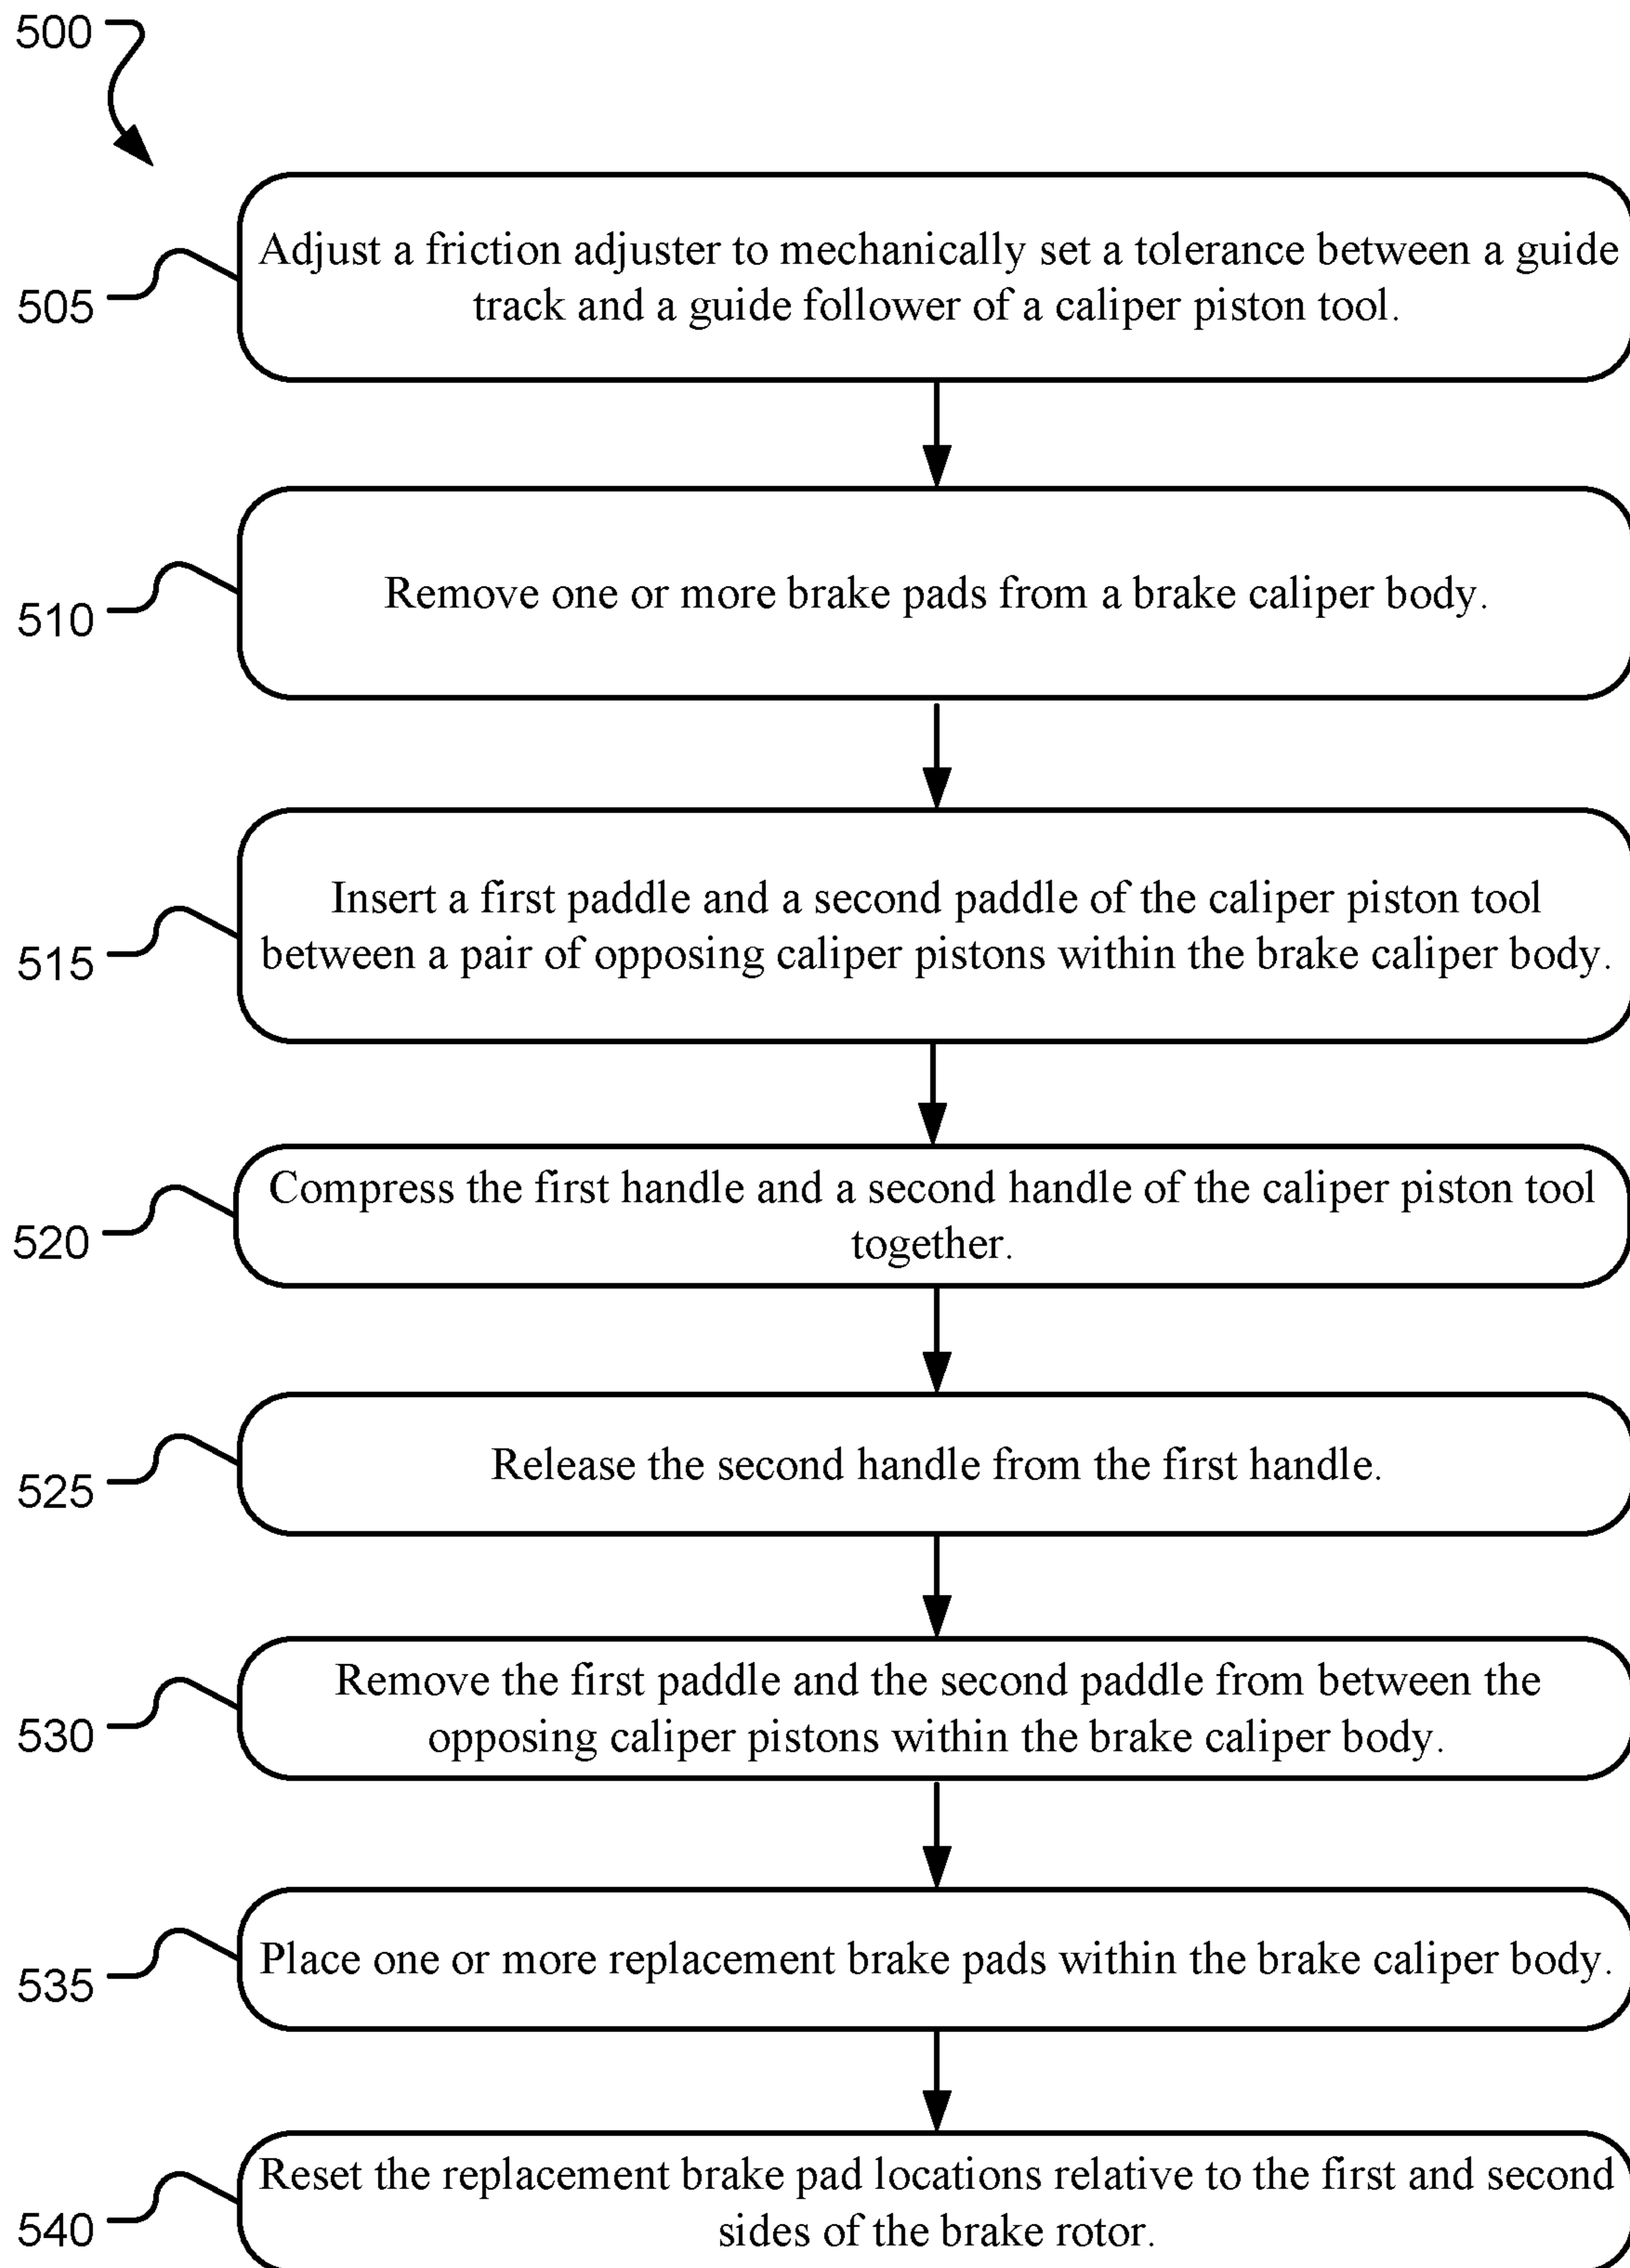 500
505
Adjust a friction adjuster to mechanically set a tolerance between a guide
track and a guide follower of a caliper piston tool.
510
Remove one or more brake pads from a brake caliper body.
515
Insert a first paddle and a second paddle of the caliper piston tool
between a pair of opposing caliper pistons within the brake caliper body.
520
Compress the first handle and a second handle of the caliper piston tool
together.
525
Release the second handle from the first handle.
530
Remove the first paddle and the second paddle from between the
opposing caliper pistons within the brake caliper body.
535
Place one or more replacement brake pads within the brake caliper body.
540
Reset the replacement brake pad locations relative to the first and second
sides of the brake rotor.